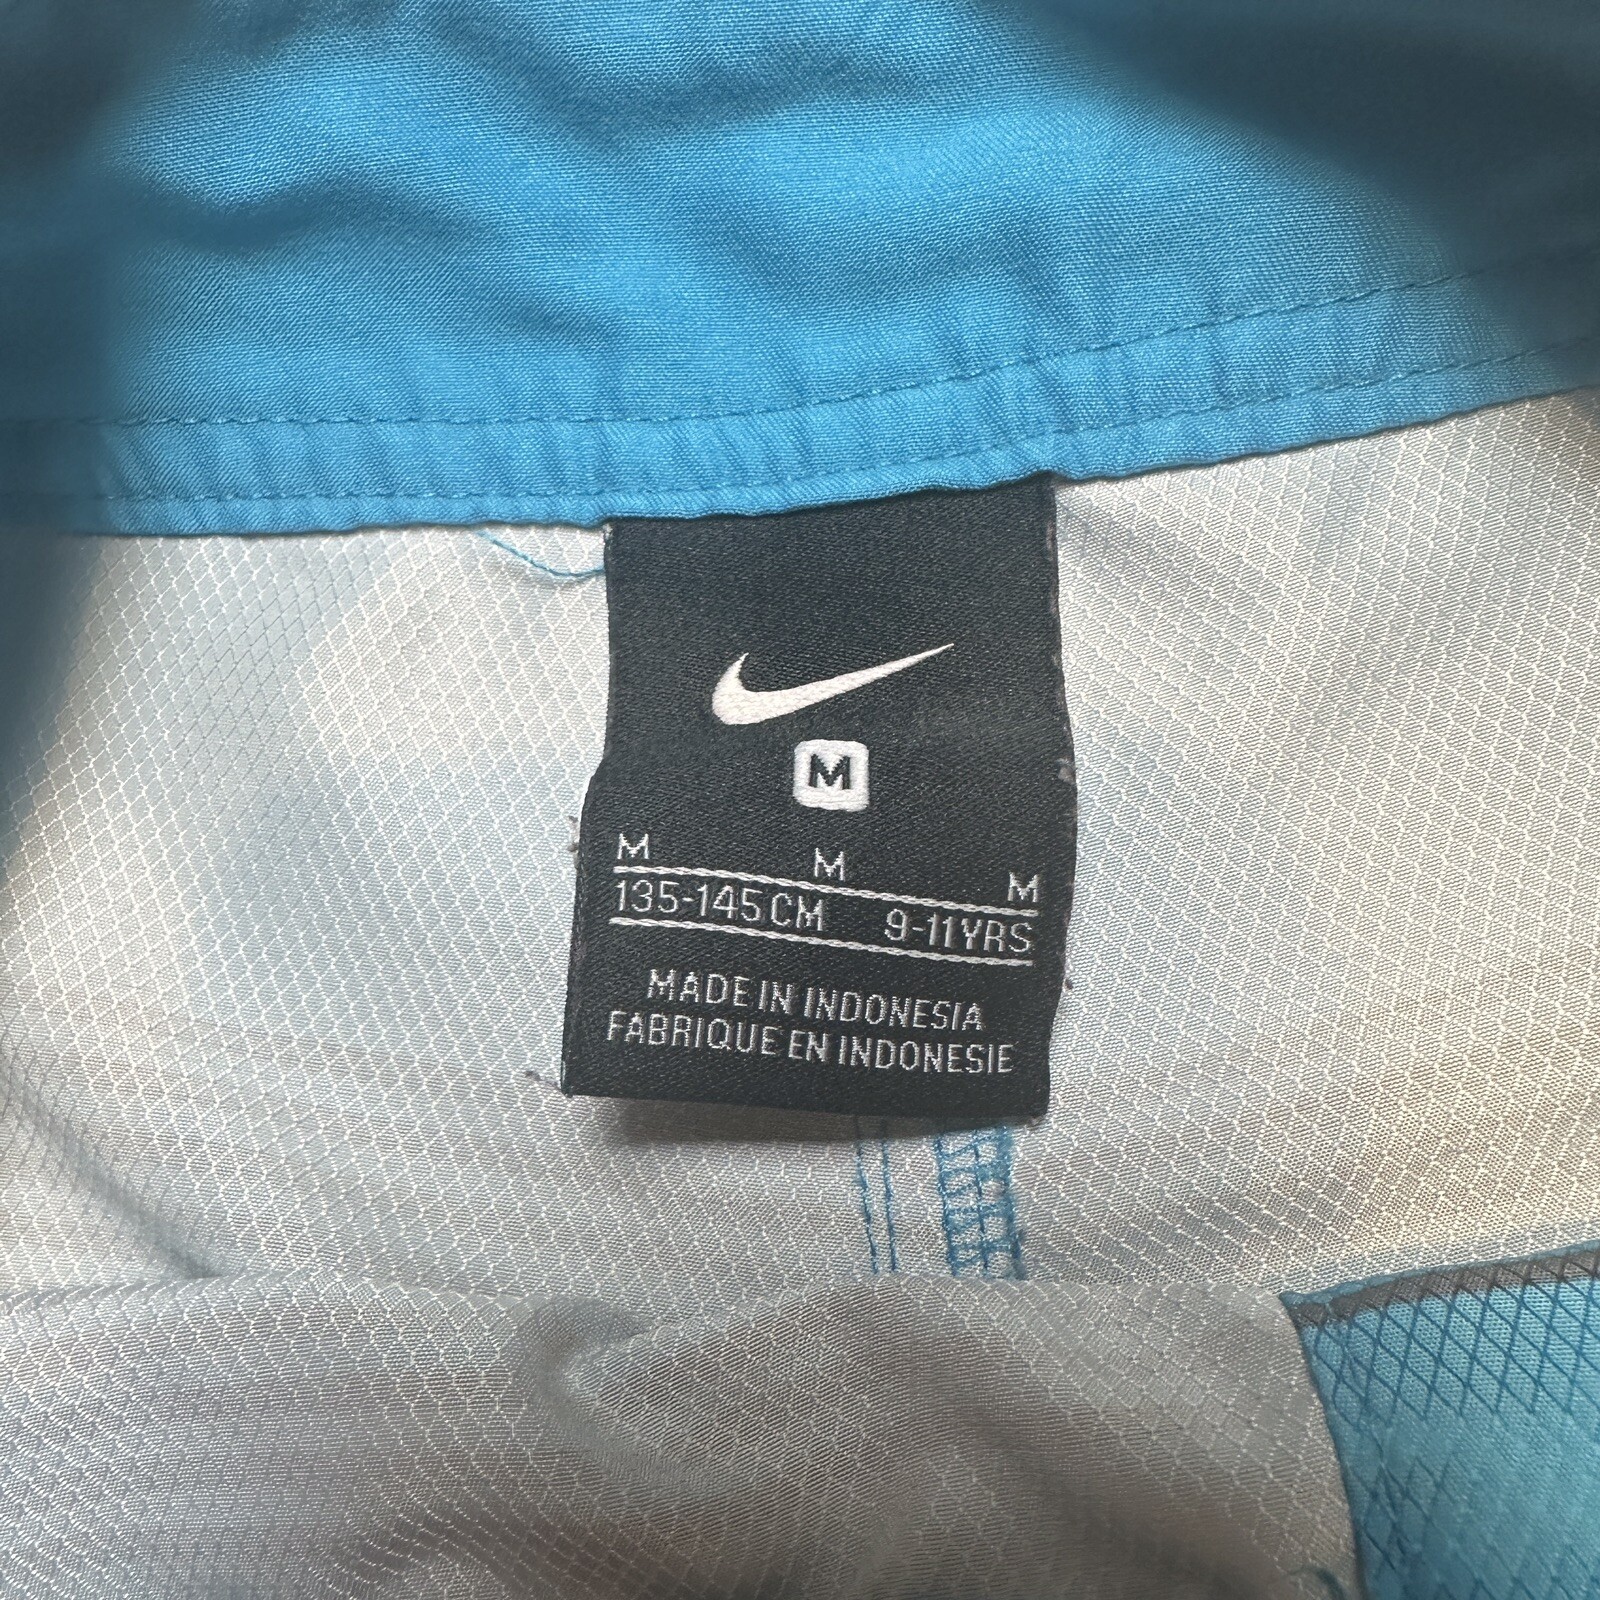 M
M M M
135-145 CM 9-11YRS
MADE IN INDONESIA
FABRIQUE EN INDONESIE